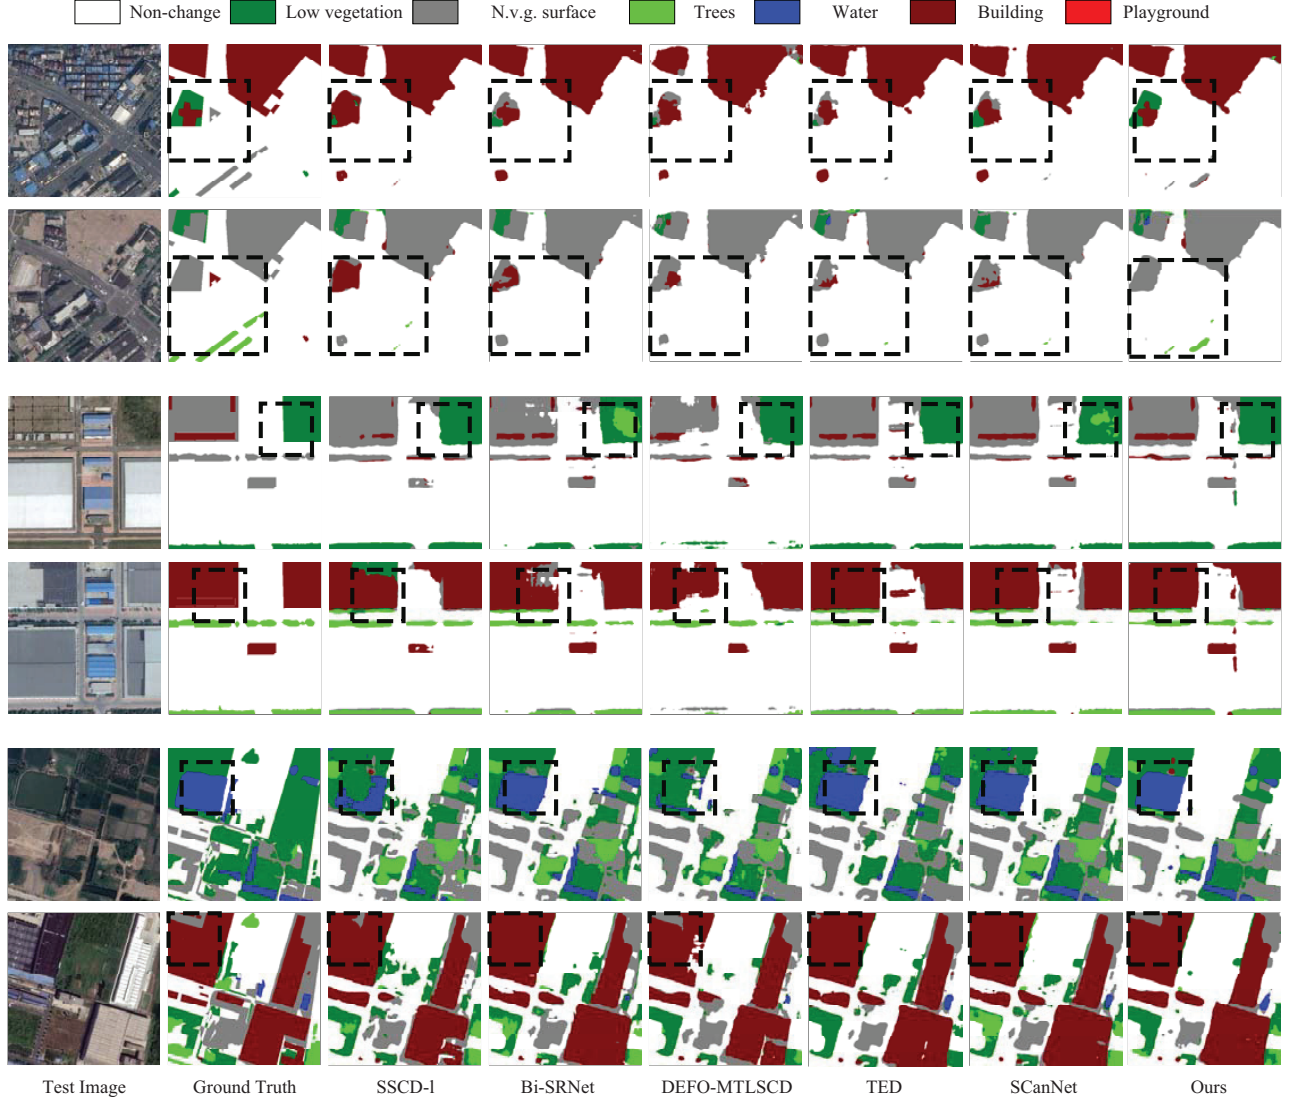 Non-change Low vegetation N.v.g. surface Trees Water Building Playground
Test Image Ground Truth SSCD-l Bi-SRNet DEFO-MTLSCD TED SCanNet Ours